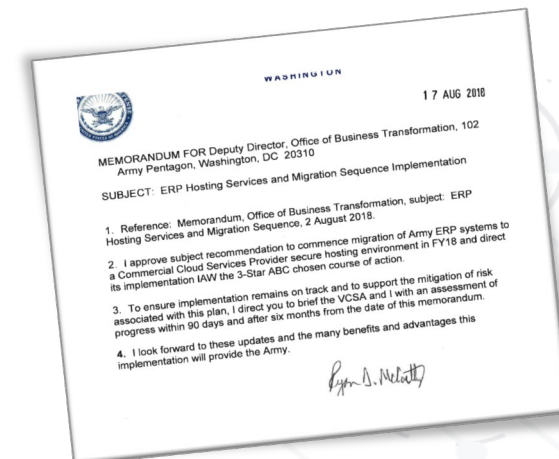 WASHINGTON
17 AUG 2018
MEMORANDUM FOR Deputy Director, Office of Business Transformation, 102
Army Pentagon, Washington, DC 20310
SUBJECT: ERP Hosting Services and Migration Sequence Implementation
1. Reference: Memorandum, Office of Business Transformation, subject: ERP
Hosting Services and Migration Sequence, 2 August 2018.
2. I approve subject recommendation to commence migration of Army ERP systems to
a Commercial Cloud Services Provider secure hosting environment in FY18 and direct
its implementation IAW the 3-Star ABC chosen course of action.
3. To ensure implementation remains on track and to support the mitigation of risk
associated with this plan, I direct you to brief the VCSA and I with an assessment of
progress within 90 days and after six months from the date of this memorandum.
4. I look forward to these updates and the many benefits and advantages this
implementation will provide the Army.